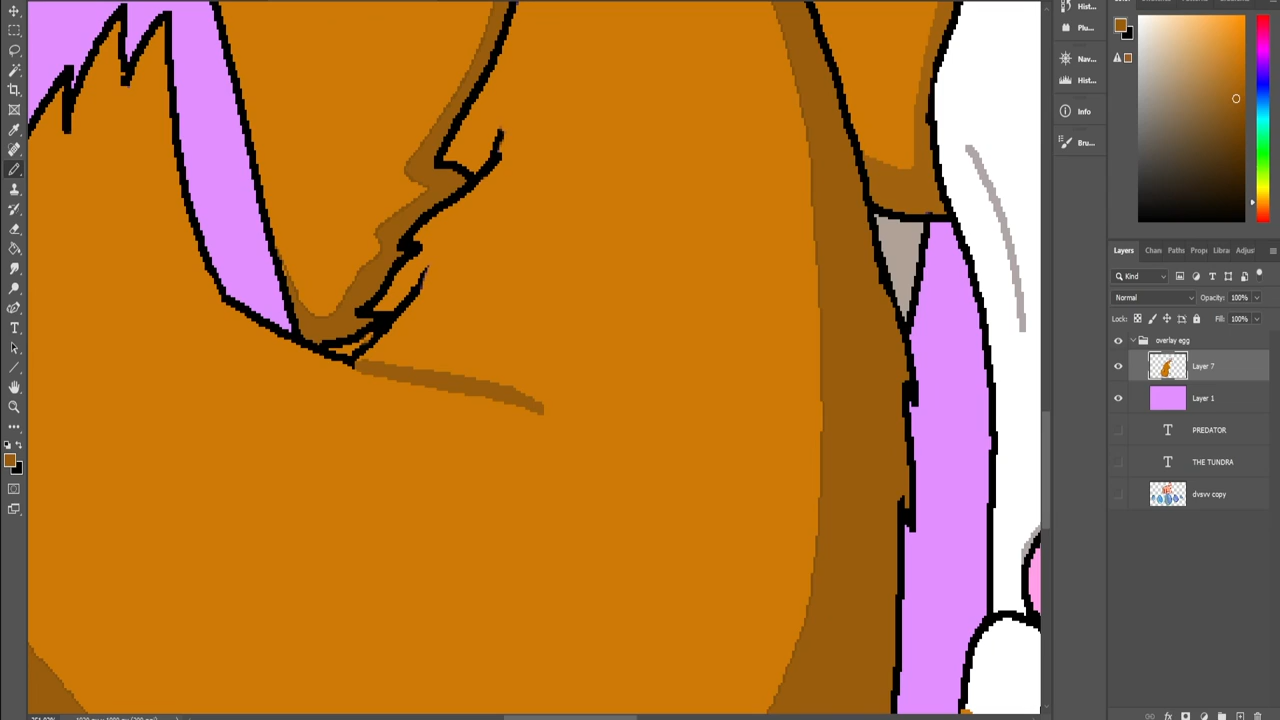 Hist...
Plu...
Nav...
Hist...
Info
Bru...
Layers Chan Paths Prop Libra Adjus
Kind
Normal Opacity: 100%
Lock: Fill: 100%
overlay egg
Layer 7
Layer 1
T PREDATOR
T THE TUNDRA
dvsvv copy